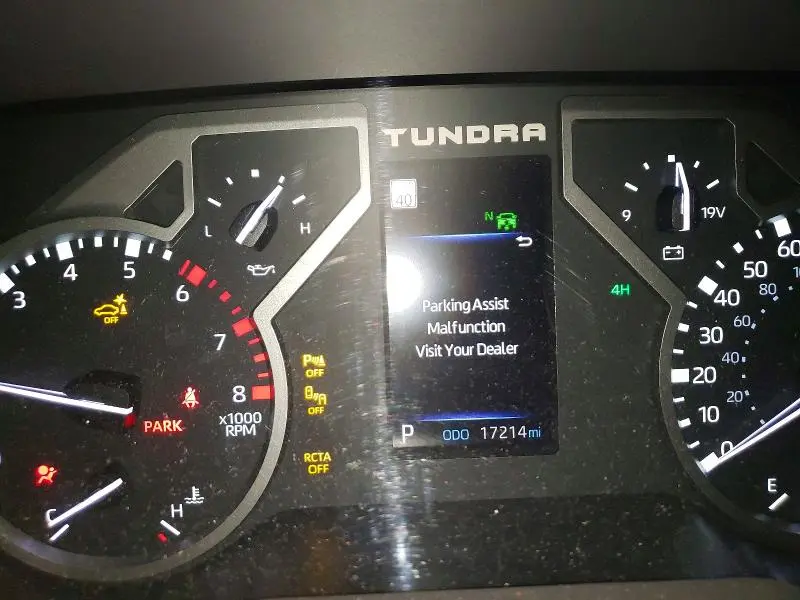 TUNDRA
40
L
H
9
19V
N
3
4
5
6
7
8
x1000
RPM
OFF
PARK
OFF
OFF
RCTA
OFF
Parking Assist
Malfunction
Visit Your Dealer
P
ODO 17214 mi
4H
60
50
40
30
20
10
0
80
60
40
20
C
H
E